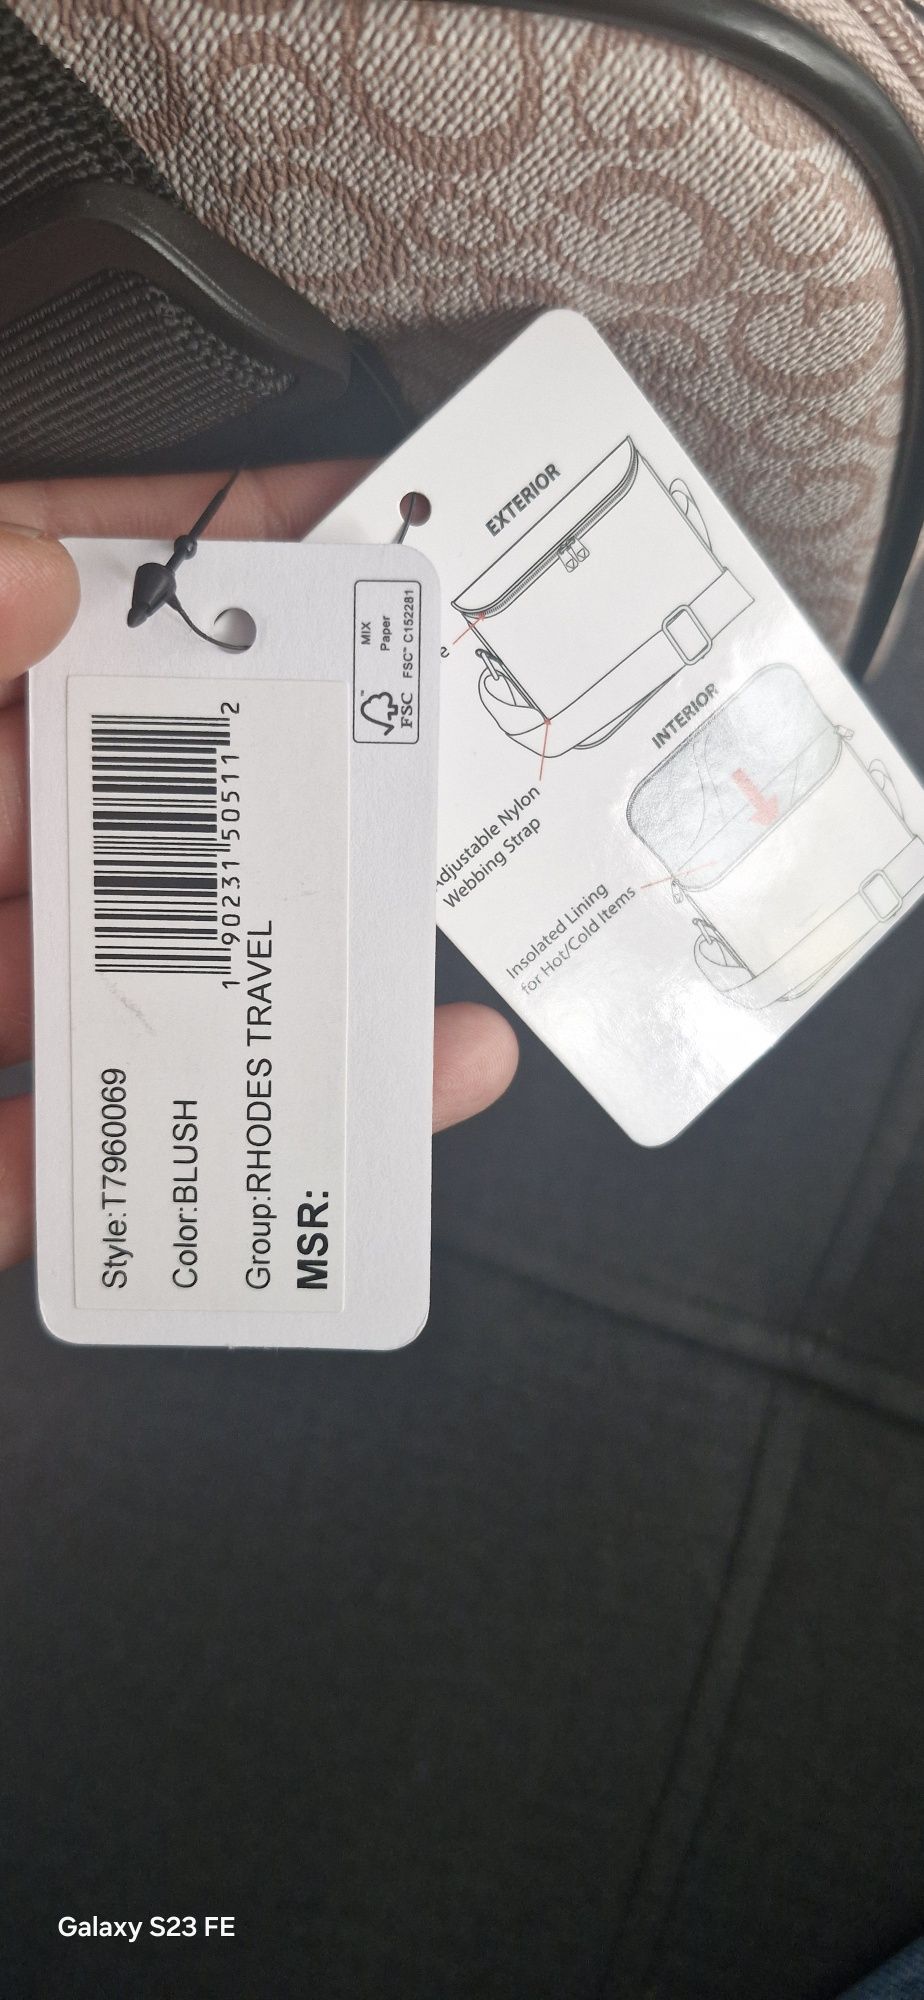 MIX
Paper
FSC™ C152281
FSC
1 90231 50511 2
Style:T7960069
Color:BLUSH
Group:RHODES TRAVEL
MSR:
EXTERIOR
Adjustable Nylon
Webbing Strap
INTERIOR
Insolated Lining
for Hot/Cold Items
Galaxy S23 FE